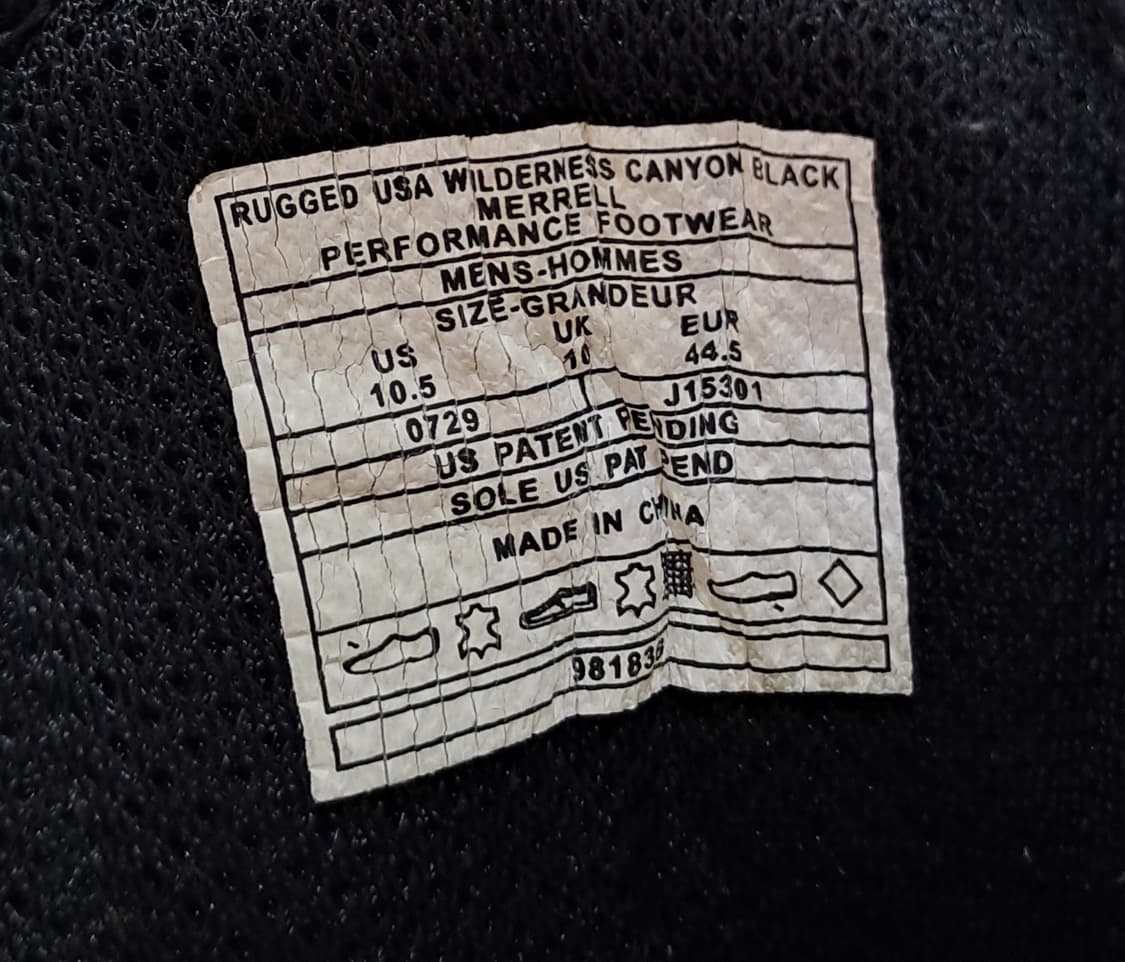 RUGGED USA WILDERNESS CANYON BLACK
MERRELL
PERFORMANCE FOOTWEAR
MENS-HOMMES
SIZE-GRANDEUR
US UK EUR
10.5 10 44.5
0729 J15301
US PATENT PENDING
SOLE US PAT PEND
MADE IN CHINA